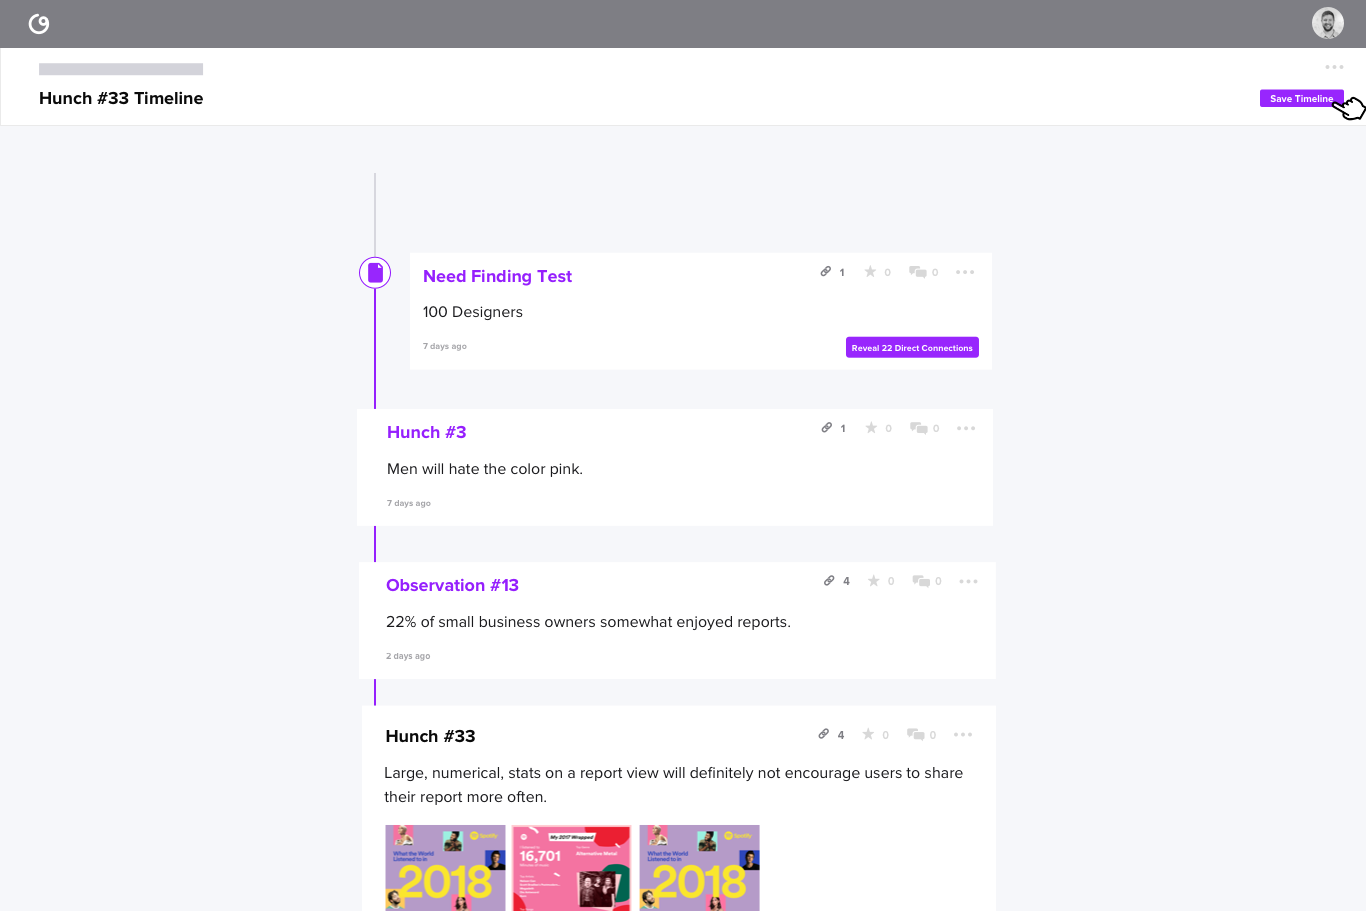 Hunch #33 Timeline
Save Timeline
Need Finding Test
1 0 0
100 Designers
7 days ago
Reveal 22 Direct Connections
Hunch #3
1 0 0
Men will hate the color pink.
7 days ago
Observation #13
4 0 0
22% of small business owners somewhat enjoyed reports.
2 days ago
Hunch #33
4 0 0
Large, numerical, stats on a report view will definitely not encourage users to share
their report more often.
Spotify
What the World
Listened to in
2018
My 2017 Wrapped
16,701
Alternative Metal
Spotify
What the World
Listened to in
2018